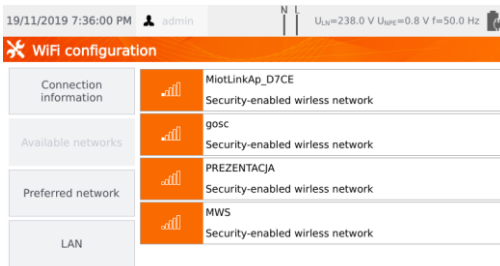 19/11/2019 7:36:00 PM admin N L U_LN=238.0 V U_NPE=0.8 V f=50.0 Hz
WiFi configuration
Connection
information
Available networks
Preferred network
LAN
MiotLinkAp_D7CE
Security-enabled wirless network
gosc
Security-enabled wirless network
PREZENTACJA
Security-enabled wirless network
MWS
Security-enabled wirless network